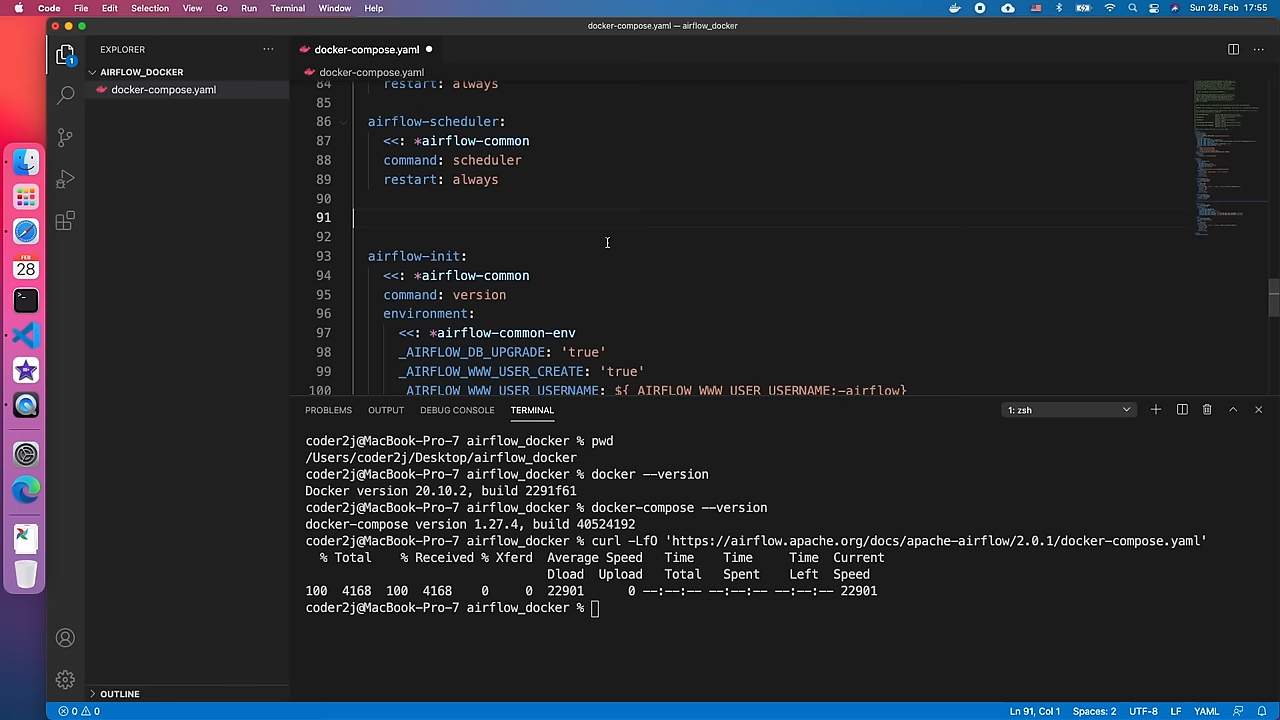 Code File Edit Selection View Go Run Terminal Window Help Sun 28. Feb 17:55
docker-compose.yaml — airflow_docker
EXPLORER
docker-compose.yaml
AIRFLOW_DOCKER
docker-compose.yaml
docker-compose.yaml
1
FEB
28
84 restart: always
85
86 airflow-scheduler:
87 <<: *airflow-common
88 command: scheduler
89 restart: always
90
91
92
93 airflow-init:
94 <<: *airflow-common
95 command: version
96 environment:
97 <<: *airflow-common-env
98 _AIRFLOW_DB_UPGRADE: 'true'
99 _AIRFLOW_WWW_USER_CREATE: 'true'
100 _AIRFLOW_WWW_USER_USERNAME: ${_AIRFLOW_WWW_USER_USERNAME:-airflow}
PROBLEMS OUTPUT DEBUG CONSOLE TERMINAL 1: zsh
coder2j@MacBook-Pro-7 airflow_docker % pwd
/Users/coder2j/Desktop/airflow_docker
coder2j@MacBook-Pro-7 airflow_docker % docker --version
Docker version 20.10.2, build 2291f61
coder2j@MacBook-Pro-7 airflow_docker % docker-compose --version
docker-compose version 1.27.4, build 40524192
coder2j@MacBook-Pro-7 airflow_docker % curl -LfO 'https://airflow.apache.org/docs/apache-airflow/2.0.1/docker-compose.yaml'
% Total % Received % Xferd Average Speed Time Time Time Current
Dload Upload Total Spent Left Speed
100 4168 100 4168 0 0 22901 0 --:--:-- --:--:-- --:--:-- 22901
coder2j@MacBook-Pro-7 airflow_docker %
OUTLINE
0 0 Ln 91, Col 1 Spaces: 2 UTF-8 LF YAML